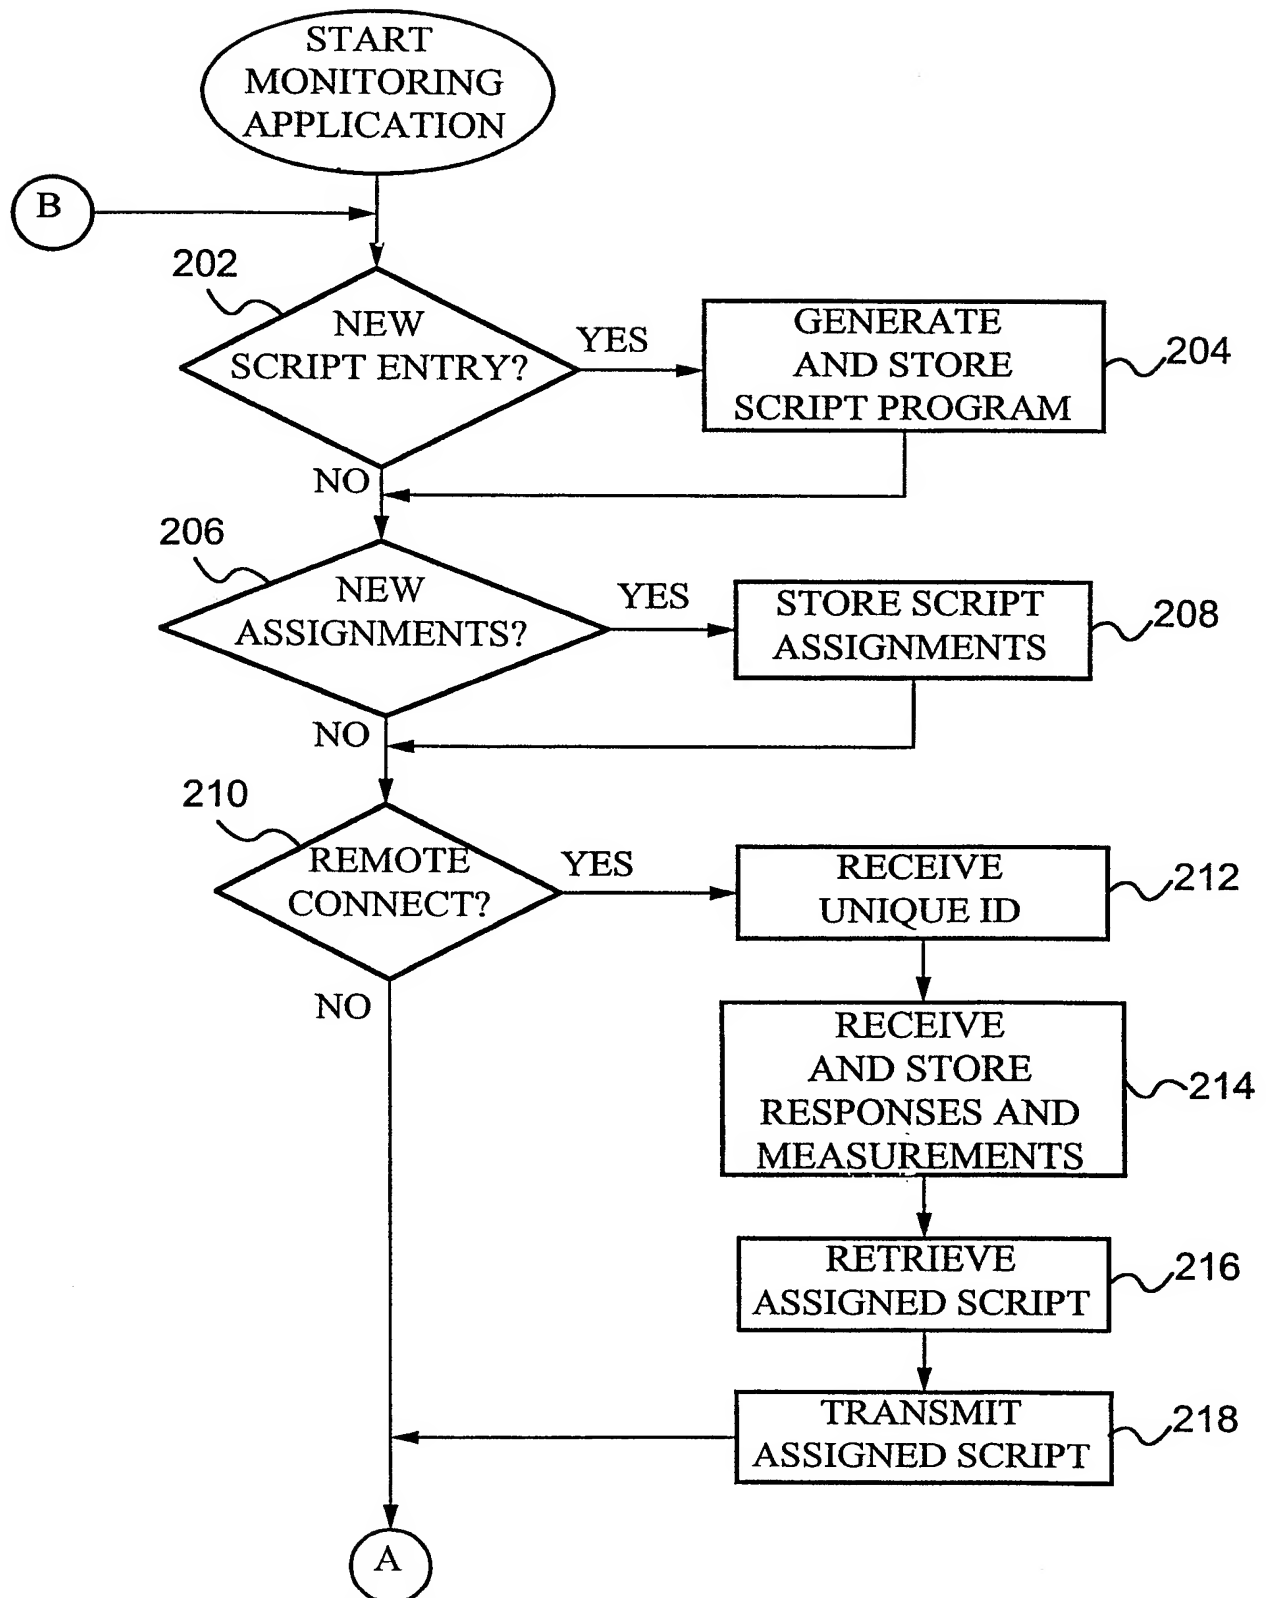 START
MONITORING
APPLICATION
B
202
NEW
SCRIPT ENTRY?
YES
GENERATE
AND STORE
SCRIPT PROGRAM
204
NO
206
NEW
ASSIGNMENTS?
YES
STORE SCRIPT
ASSIGNMENTS
208
NO
210
REMOTE
CONNECT?
YES
RECEIVE
UNIQUE ID
212
NO
RECEIVE
AND STORE
RESPONSES AND
MEASUREMENTS
214
RETRIEVE
ASSIGNED SCRIPT
216
TRANSMIT
ASSIGNED SCRIPT
218
A